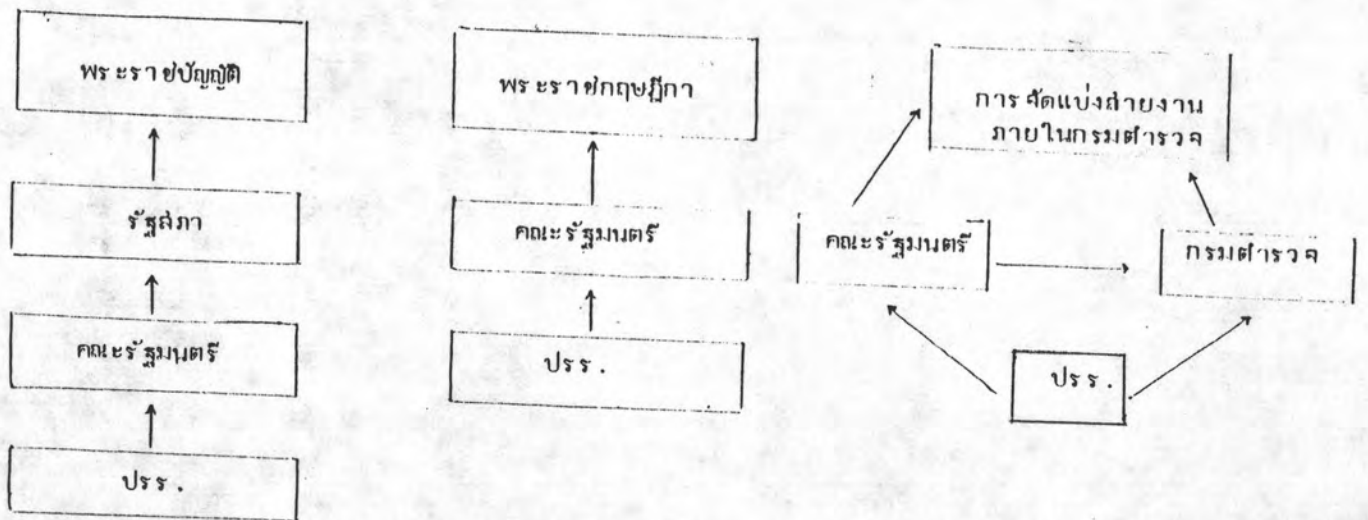 พระราชบัญญัติ
รัฐสภา
คณะรัฐมนตรี
ปรร.
พระราชกฤษฎีกา
คณะรัฐมนตรี
ปรร.
การจัดแบ่งส่ายงาน
ภายในกรมตำรวจ
คณะรัฐมนตรี
กรมตำรวจ
ปรร.